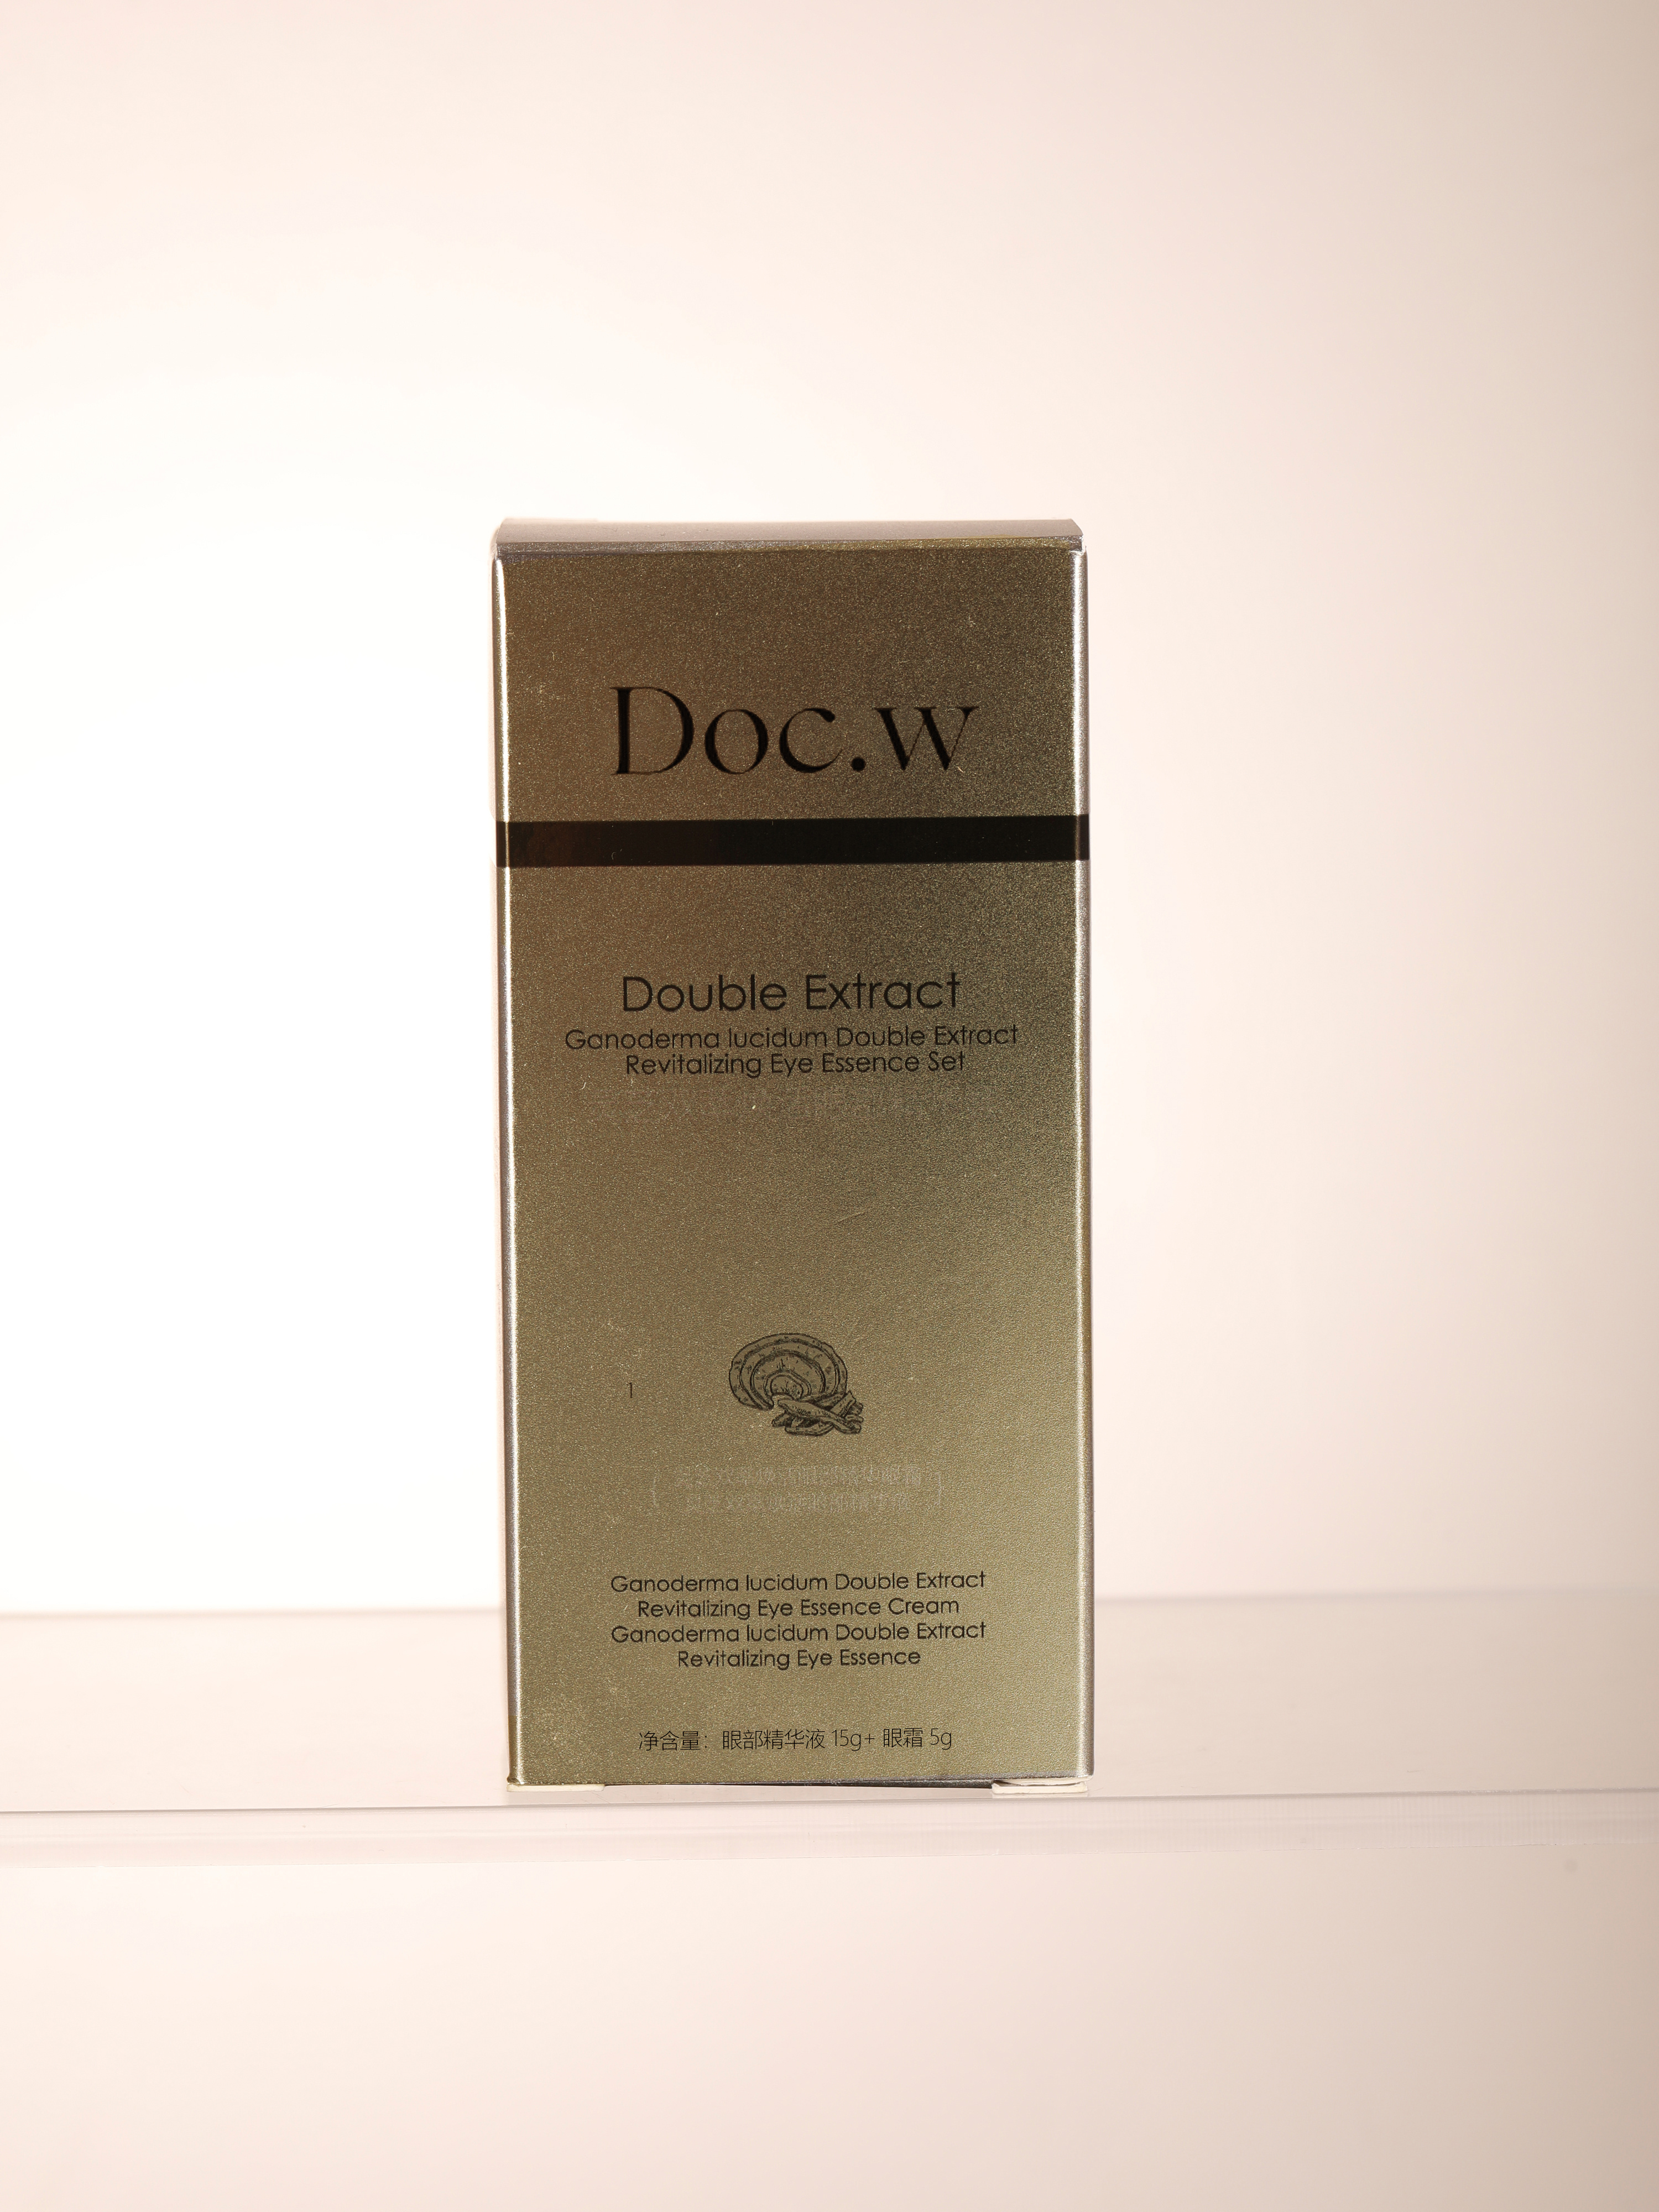 Doc.w
Double Extract
Ganoderma lucidum Double Extract
Revitalizing Eye Essence Set
1
Ganoderma lucidum Double Extract
Revitalizing Eye Essence Cream
Ganoderma lucidum Double Extract
Revitalizing Eye Essence
净含量：眼部精华液 15g+ 眼霜 5g